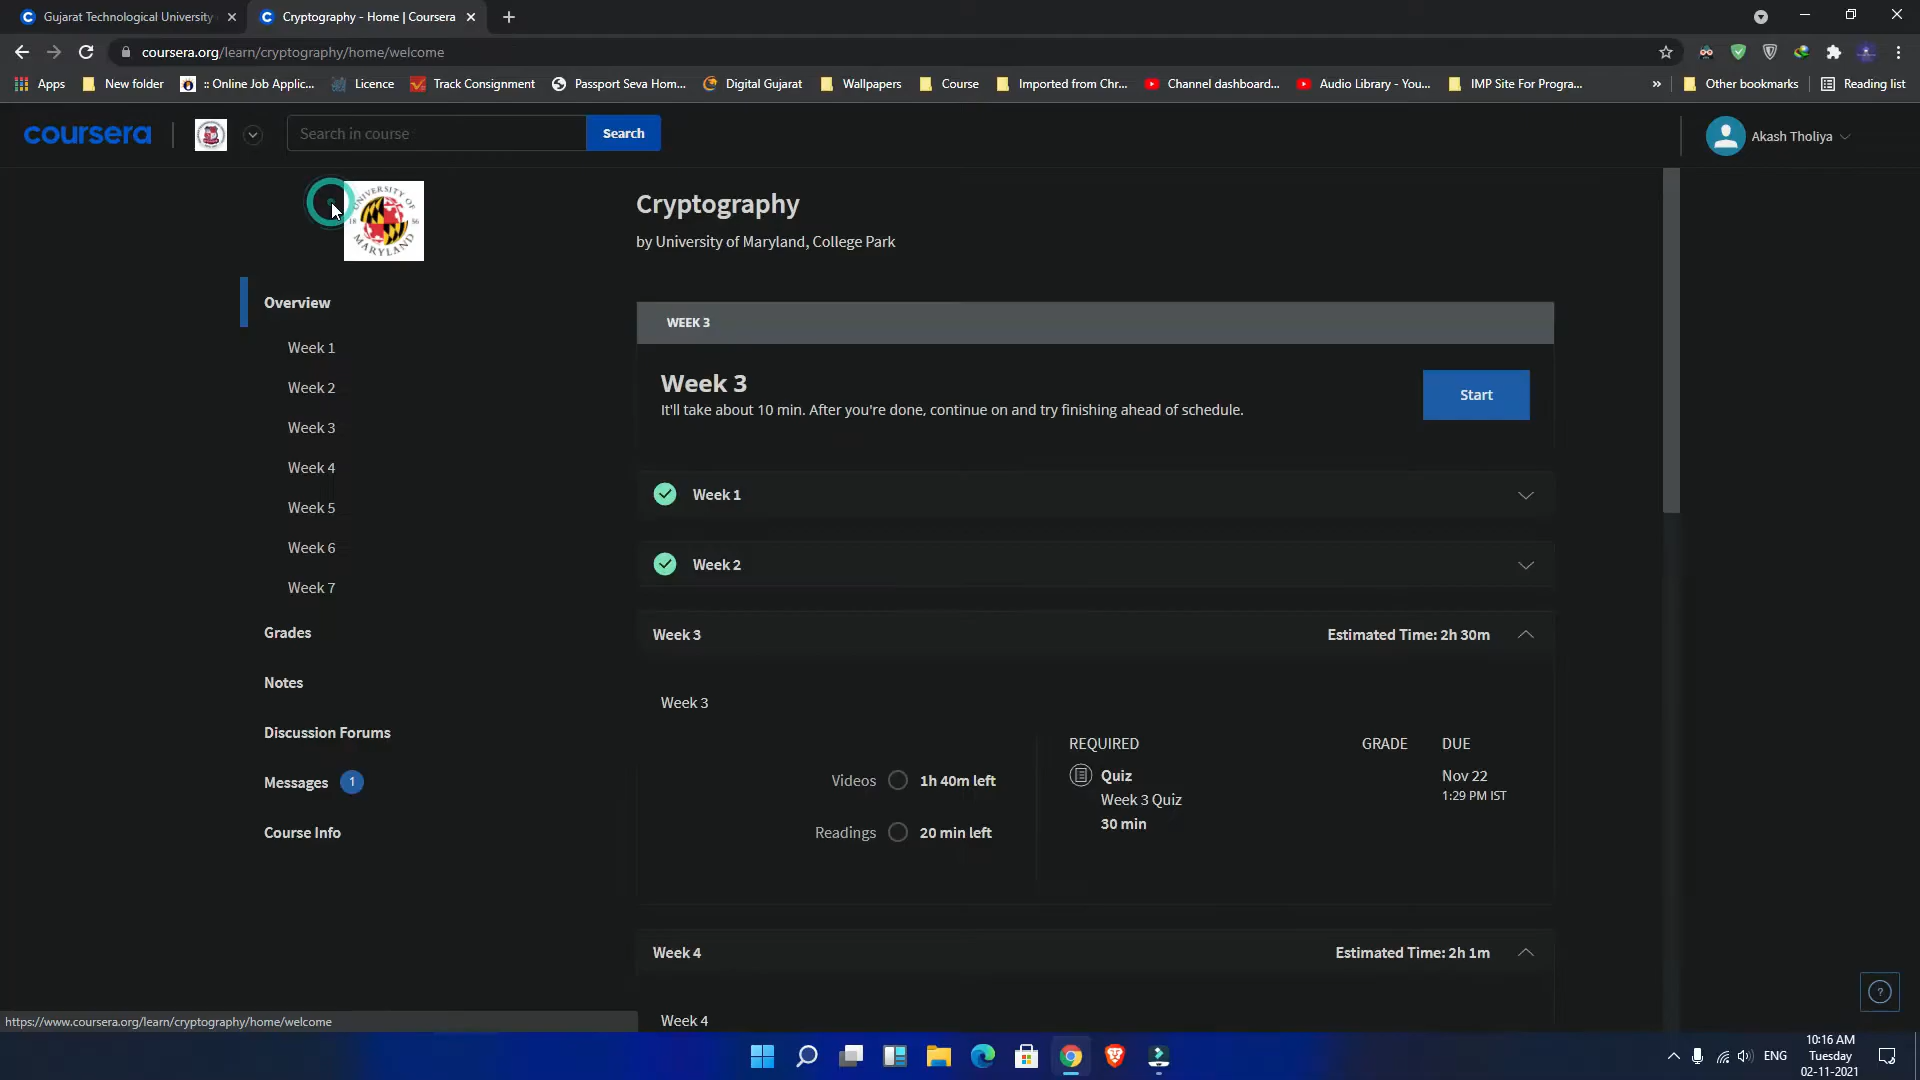 Gujarat Technological University
Cryptography - Home | Coursera
coursera.org/learn/cryptography/home/welcome
Apps
New folder
:: Online Job Applic...
Licence
Track Consignment
Passport Seva Hom...
Digital Gujarat
Wallpapers
Course
Imported from Chr...
Channel dashboard...
Audio Library - You...
IMP Site For Progra...
»
Other bookmarks
Reading list
coursera
Search in course
Search
Akash Tholiya
UNIVERSITY OF
18 56
MARYLAND
Cryptography
by University of Maryland, College Park
Overview
Week 1
Week 2
Week 3
Week 4
Week 5
Week 6
Week 7
Grades
Notes
Discussion Forums
Messages 1
Course Info
WEEK 3
Week 3
It'll take about 10 min. After you're done, continue on and try finishing ahead of schedule.
Start
Week 1
Week 2
Week 3
Estimated Time: 2h 30m
Week 3
Videos 1h 40m left
Readings 20 min left
REQUIRED GRADE DUE
Quiz
Week 3 Quiz
30 min
Nov 22
1:29 PM IST
Week 4
Estimated Time: 2h 1m
Week 4
https://www.coursera.org/learn/cryptography/home/welcome
ENG
10:16 AM
Tuesday
02-11-2021